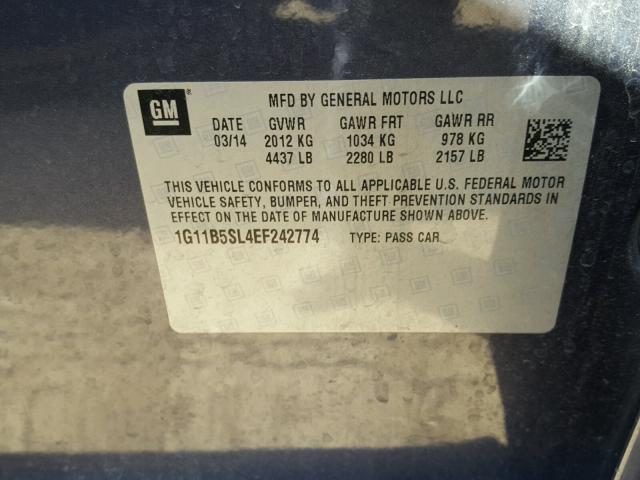 GM ®
MFD BY GENERAL MOTORS LLC
DATE GVWR GAWR FRT GAWR RR
03/14 2012 KG 1034 KG 978 KG
4437 LB 2280 LB 2157 LB
THIS VEHICLE CONFORMS TO ALL APPLICABLE U.S. FEDERAL MOTOR
VEHICLE SAFETY, BUMPER, AND THEFT PREVENTION STANDARDS IN
EFFECT ON THE DATE OF MANUFACTURE SHOWN ABOVE.
1G11B5SL4EF242774 TYPE: PASS CAR